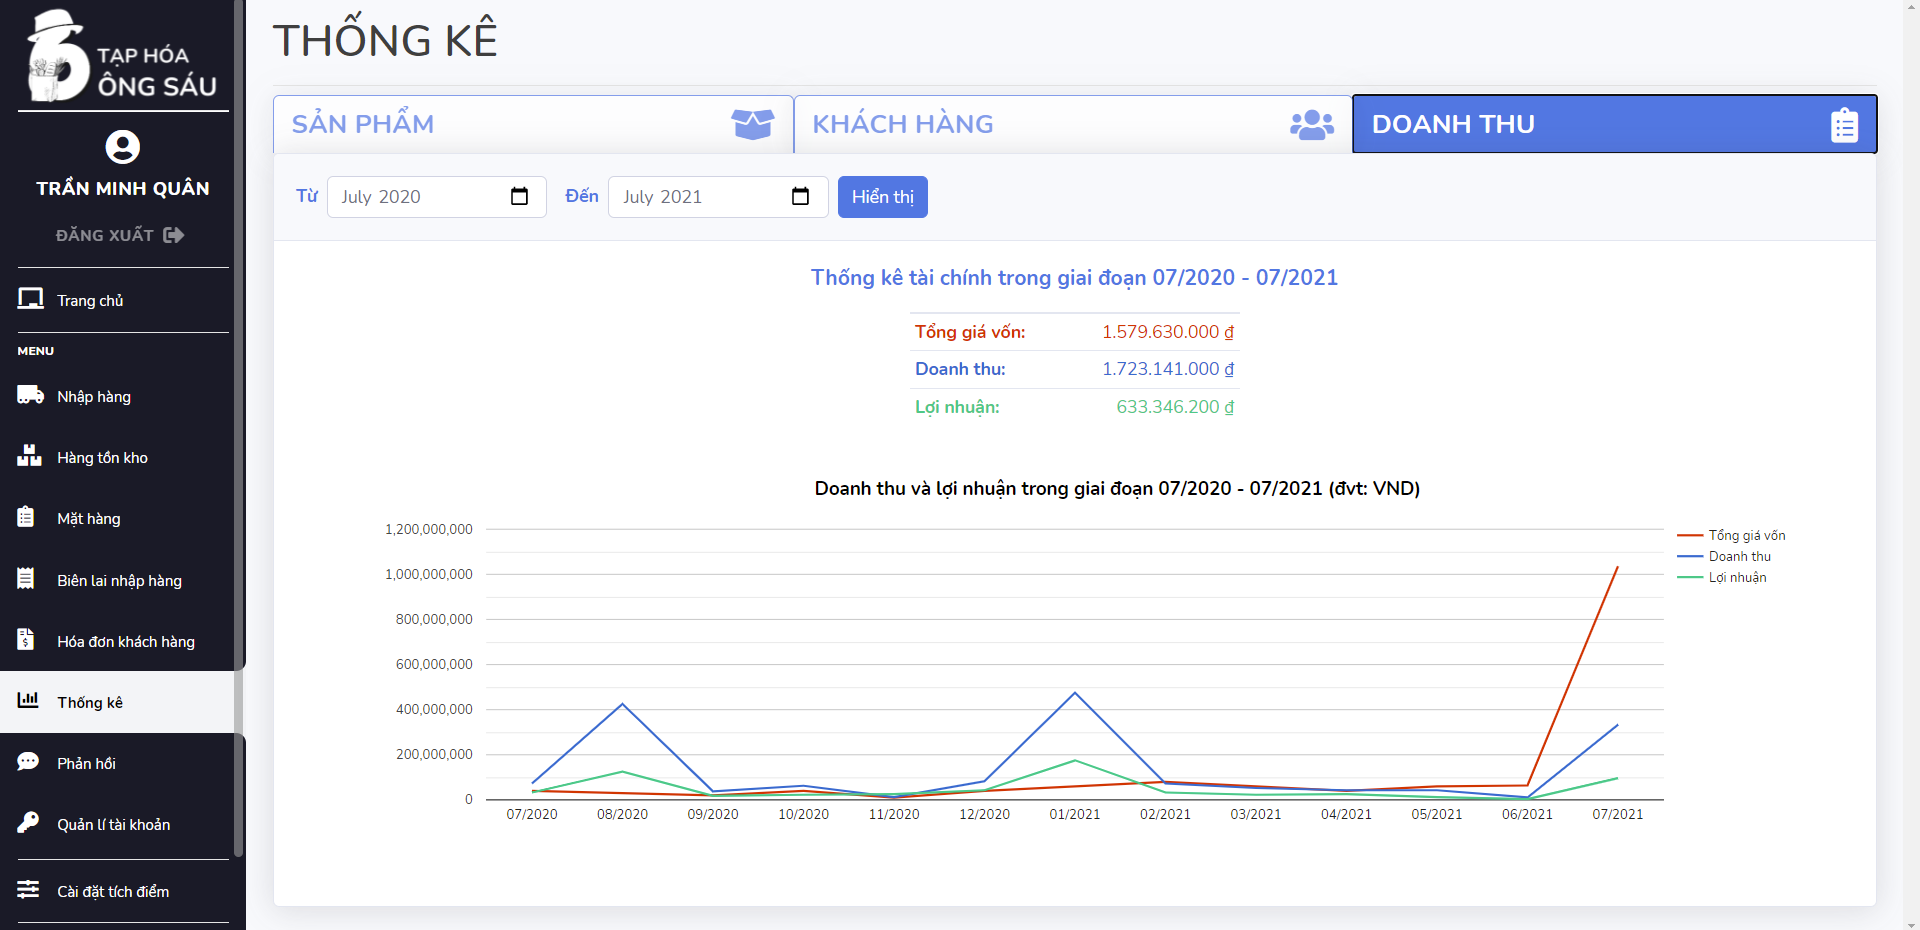 TẠP HÓA
ÔNG SÁU
TRẦN MINH QUÂN
ĐĂNG XUẤT
Trang chủ
MENU
Nhập hàng
Hàng tồn kho
Mặt hàng
Biên lai nhập hàng
Hóa đơn khách hàng
Thống kê
Phản hồi
Quản lí tài khoản
Cài đặt tích điểm
THỐNG KÊ
SẢN PHẨM
KHÁCH HÀNG
DOANH THU
Từ July 2020 Đến July 2021 Hiển thị
Thống kê tài chính trong giai đoạn 07/2020 - 07/2021
Tổng giá vốn: 1.579.630.000 ₫
Doanh thu: 1.723.141.000 ₫
Lợi nhuận: 633.346.200 ₫
Doanh thu và lợi nhuận trong giai đoạn 07/2020 - 07/2021 (đvt: VND)
1,200,000,000
1,000,000,000
800,000,000
600,000,000
400,000,000
200,000,000
0
07/2020 08/2020 09/2020 10/2020 11/2020 12/2020 01/2021 02/2021 03/2021 04/2021 05/2021 06/2021 07/2021
Tổng giá vốn
Doanh thu
Lợi nhuận